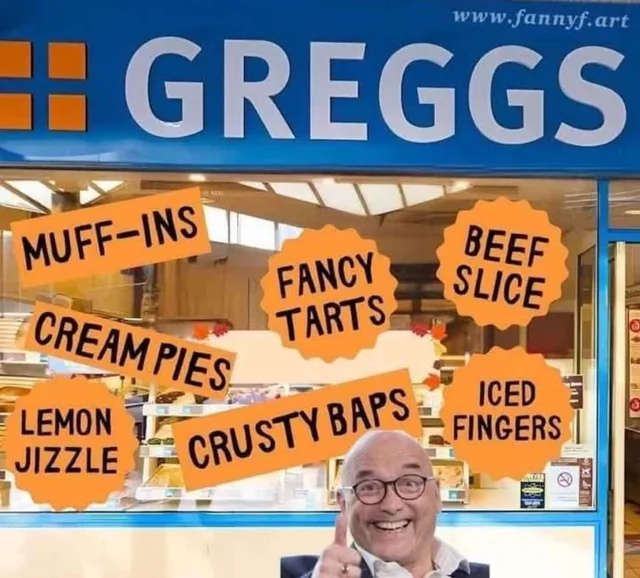 www.fannyf.art
GREGGS
MUFF-INS
FANCY
TARTS
BEEF
SLICE
CREAM PIES
LEMON
JIZZLE
CRUSTY BAPS
ICED
FINGERS